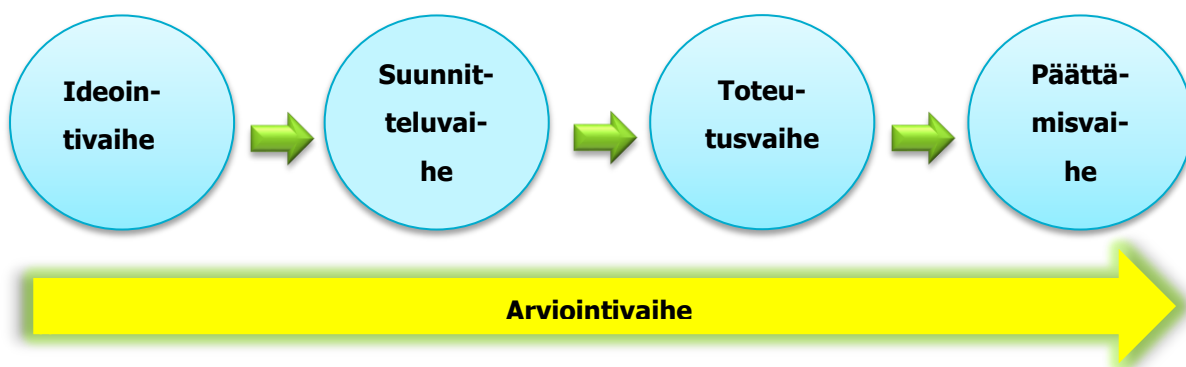 Ideoin-
tivaihe
Suunnit-
teluvai-
he
Toteu-
tusvaihe
Päättä-
misvai-
he
Arviointivaihe